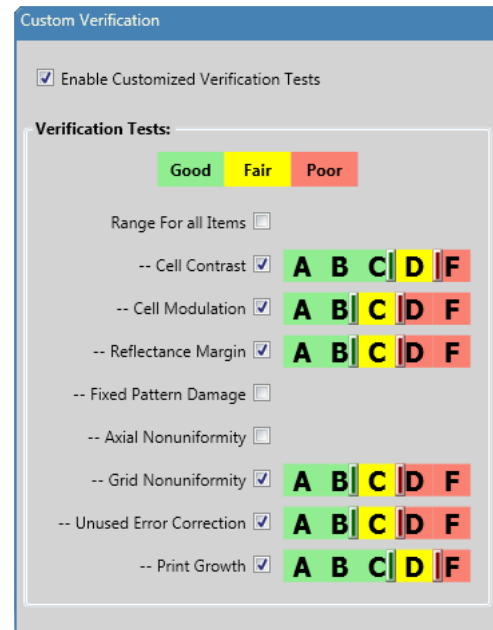 Custom Verification
Enable Customized Verification Tests
Verification Tests:
Good Fair Poor
Range For all Items
-- Cell Contrast A B C D F
-- Cell Modulation A B C D F
-- Reflectance Margin A B C D F
-- Fixed Pattern Damage
-- Axial Nonuniformity
-- Grid Nonuniformity A B C D F
-- Unused Error Correction A B C D F
-- Print Growth A B C D F